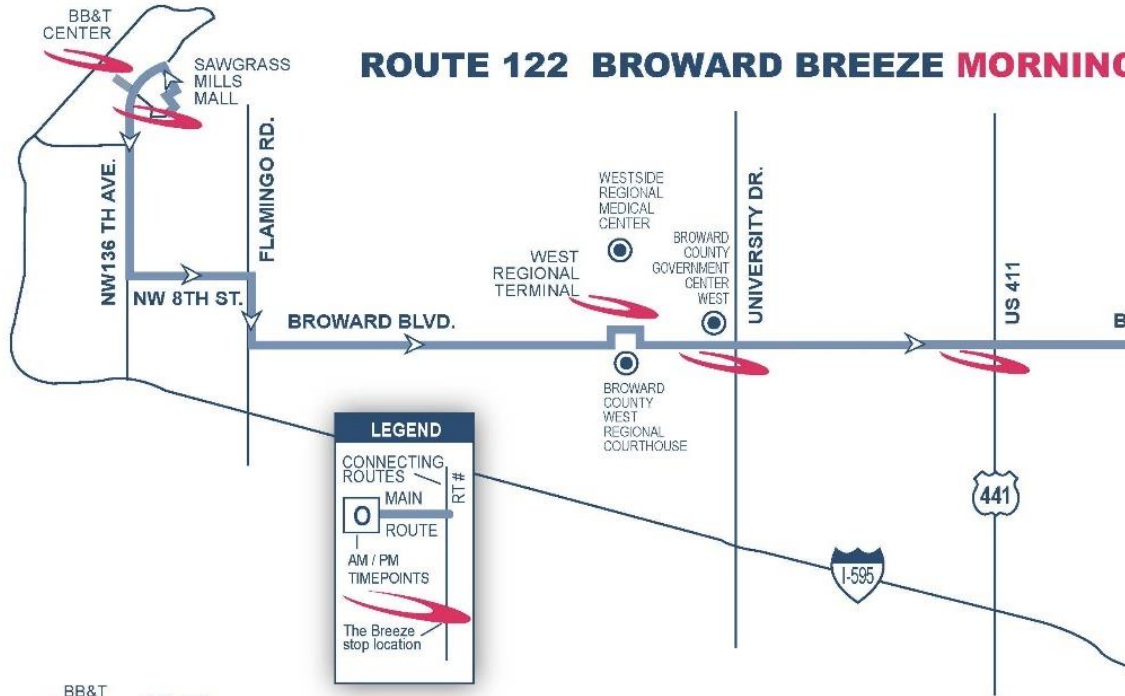 BB&T
CENTER
SAWGRASS
MILLS
MALL
ROUTE 122 BROWARD BREEZE MORNING
NW136 TH AVE.
FLAMINGO RD.
NW 8TH ST.
BROWARD BLVD.
WEST
REGIONAL
TERMINAL
WESTSIDE
REGIONAL
MEDICAL
CENTER
BROWARD
COUNTY
GOVERNMENT
CENTER
WEST
UNIVERSITY DR.
US 411
B
BROWARD
COUNTY
WEST
REGIONAL
COURTHOUSE
LEGEND
CONNECTING
ROUTES
RT #
MAIN
O
ROUTE
AM / PM
TIMEPOINTS
The Breeze
stop location
441
I-595
BB&T